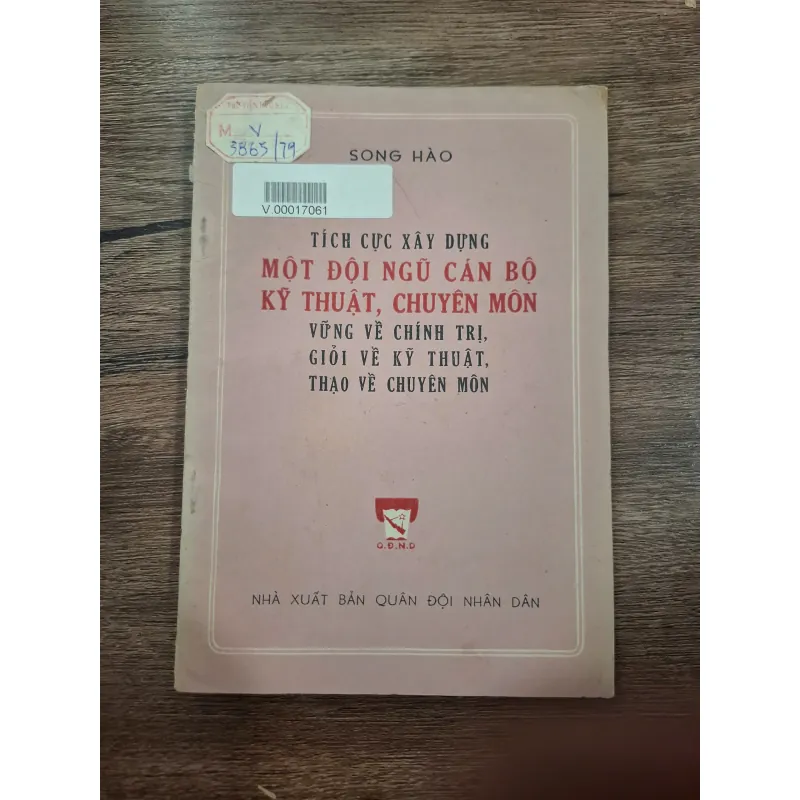 M V
3865/79
V.00017061
SONG HÀO
TÍCH CỰC XÂY DỰNG
MỘT ĐỘI NGŨ CÁN BỘ
KỸ THUẬT, CHUYÊN MÔN
VỮNG VỀ CHÍNH TRỊ,
GIỎI VỀ KỸ THUẬT,
THẠO VỀ CHUYÊN MÔN
Q.Đ.N.D
NHÀ XUẤT BẢN QUÂN ĐỘI NHÂN DÂN